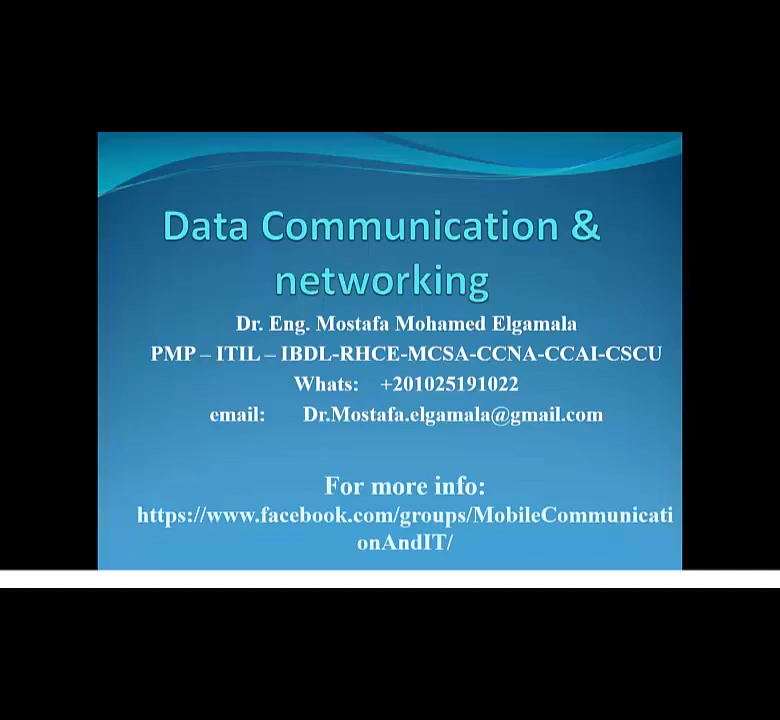 Data Communication &
networking
Dr. Eng. Mostafa Mohamed Elgamala
PMP – ITIL – IBDL-RHCE-MCSA-CCNA-CCAI-CSCU
Whats: +201025191022
email: Dr.Mostafa.elgamala@gmail.com
For more info:
https://www.facebook.com/groups/MobileCommunicati
onAndIT/